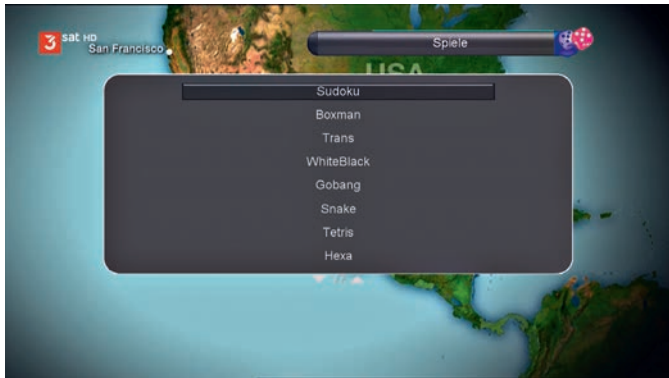 3sat HD
San Francisco
Spiele
USA
Sudoku
Boxman
Trans
WhiteBlack
Gobang
Snake
Tetris
Hexa